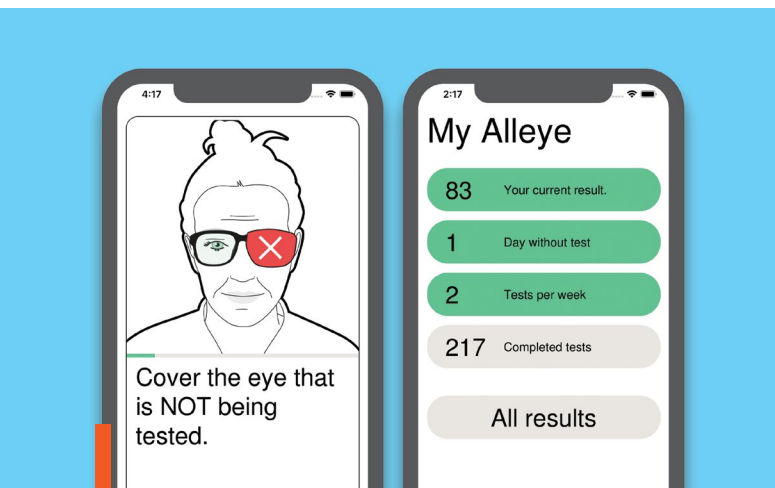 4:17
Cover the eye that
is NOT being
tested.
2:17
My Alleye
83 Your current result.
1 Day without test
2 Tests per week
217 Completed tests
All results